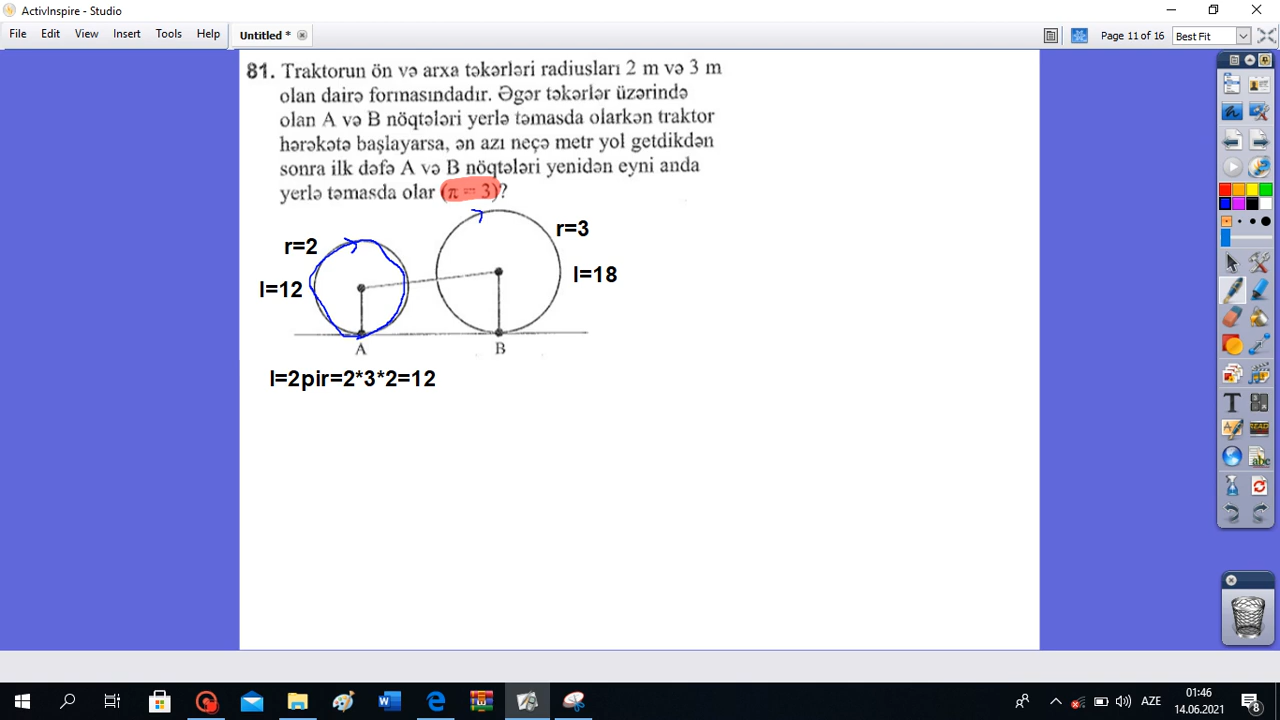 ActivInspire - Studio
File Edit View Insert Tools Help Untitled * Page 11 of 16 Best Fit
81. Traktorun ön və arxa təkərləri radiusları 2 m və 3 m
olan dairə formasındadır. Əgər təkərlər üzərində
olan A və B nöqtələri yerlə təmasda olarkən traktor
hərəkətə başlayarsa, ən azı neçə metr yol getdikdən
sonra ilk dəfə A və B nöqtələri yenidən eyni anda
yerlə təmasda olar (π = 3)?
r=2
r=3
l=12
l=18
A
B
l=2pir=2*3*2=12
T
READ
abc
AZE
01:46
14.06.2021
8